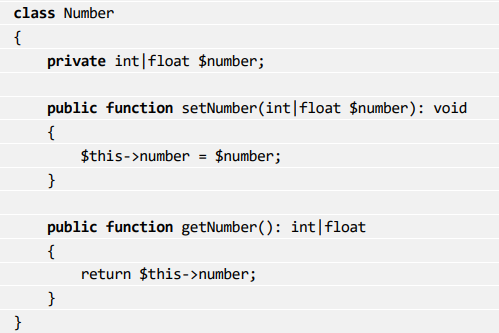 class Number
{
    private int|float $number;

    public function setNumber(int|float $number): void
    {
        $this->number = $number;
    }

    public function getNumber(): int|float
    {
        return $this->number;
    }
}